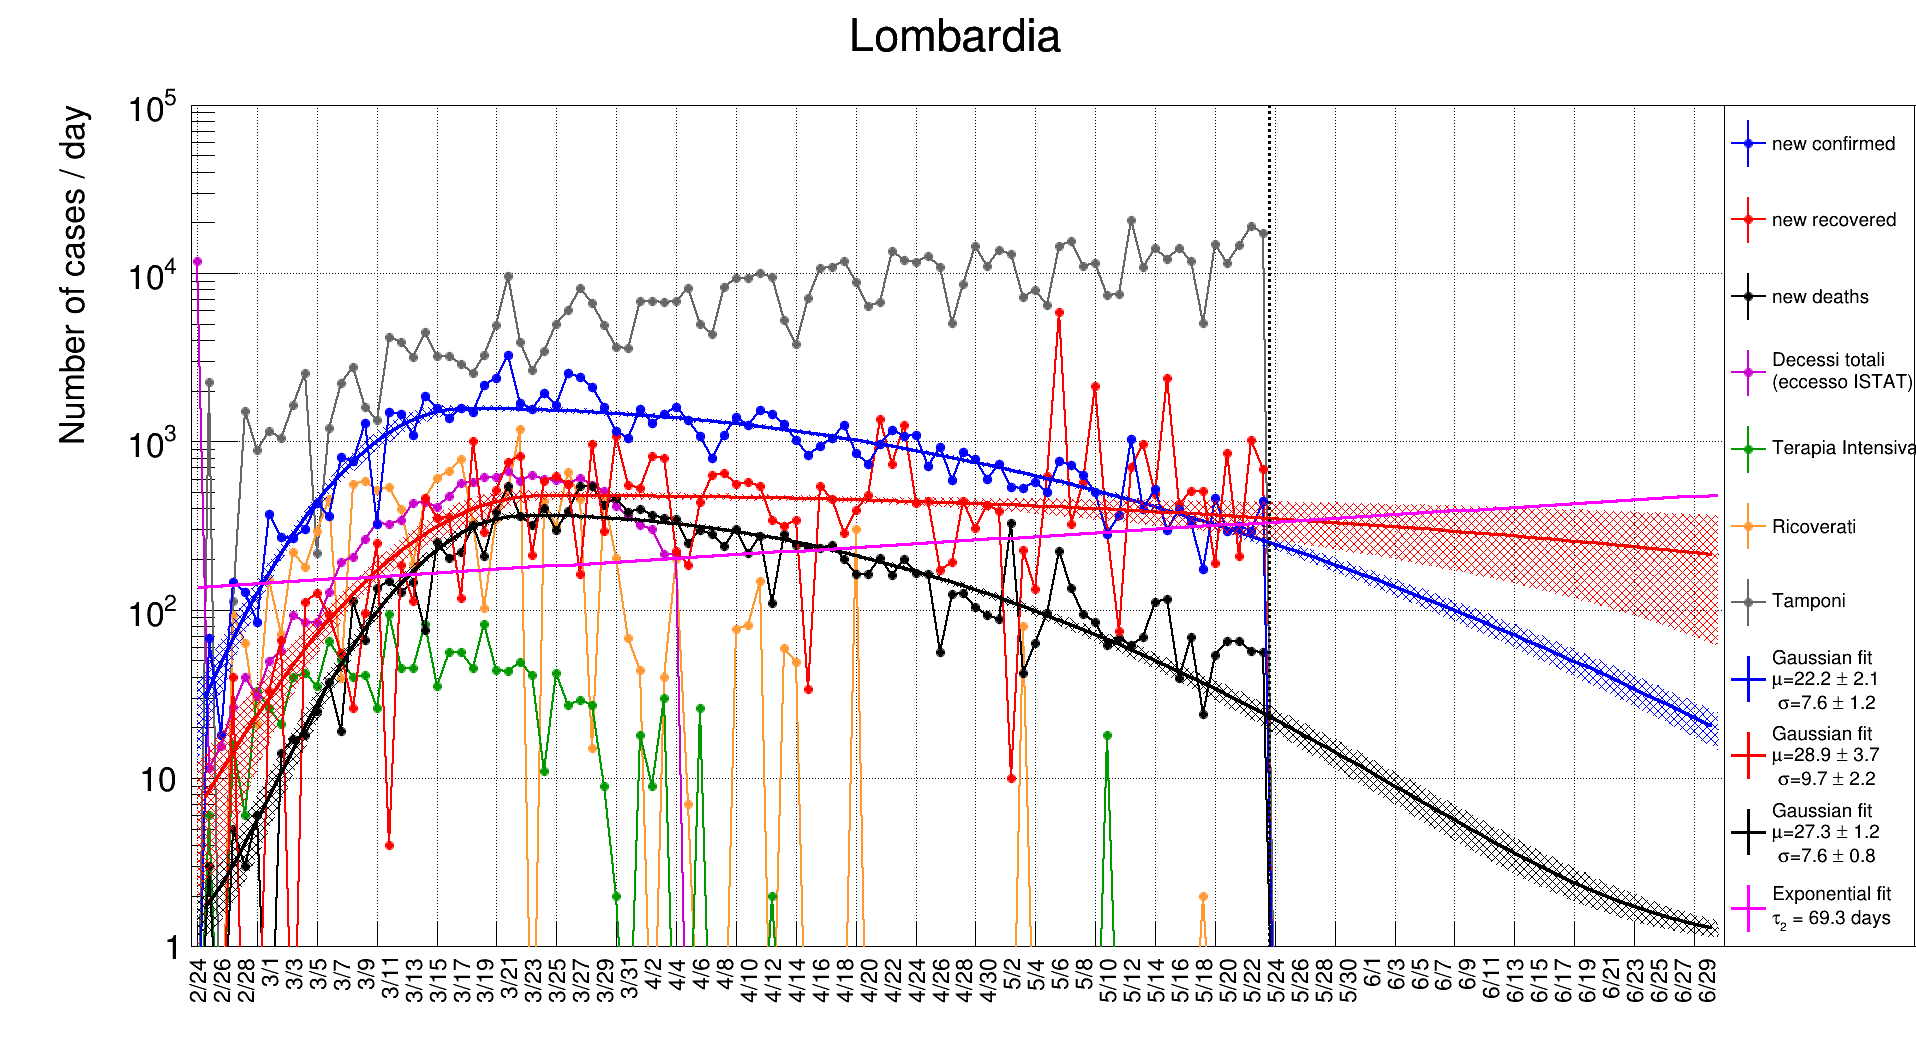 Lombardia
Number of cases / day
10^5
10^4
10^3
10^2
10
1
2/24 2/26 2/28 3/1 3/3 3/5 3/7 3/9 3/11 3/13 3/15 3/17 3/19 3/21 3/23 3/25 3/27 3/29 3/31 4/2 4/4 4/6 4/8 4/10 4/12 4/14 4/16 4/18 4/20 4/22 4/24 4/26 4/28 4/30 5/2 5/4 5/6 5/8 5/10 5/12 5/14 5/16 5/18 5/20 5/22 5/24 5/26 5/28 5/30 6/1 6/3 6/5 6/7 6/9 6/11 6/13 6/15 6/17 6/19 6/21 6/23 6/25 6/27 6/29
new confirmed
new recovered
new deaths
Decessi totali
(eccesso ISTAT)
Terapia Intensiva
Ricoverati
Tamponi
Gaussian fit
μ=22.2 ± 2.1
σ=7.6 ± 1.2
Gaussian fit
μ=28.9 ± 3.7
σ=9.7 ± 2.2
Gaussian fit
μ=27.3 ± 1.2
σ=7.6 ± 0.8
Exponential fit
τ₂ = 69.3 days